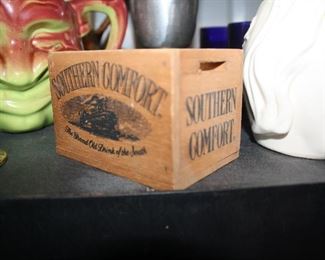 SOUTHERN COMFORT.
The Grand Old Drink of the South
SOUTHERN
COMFORT.